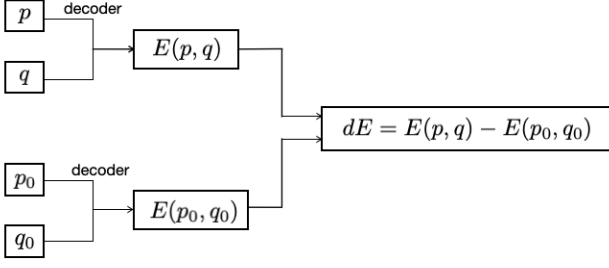 p
decoder
E(p, q)
q
dE = E(p, q) − E(p₀, q₀)
p₀
decoder
E(p₀, q₀)
q₀